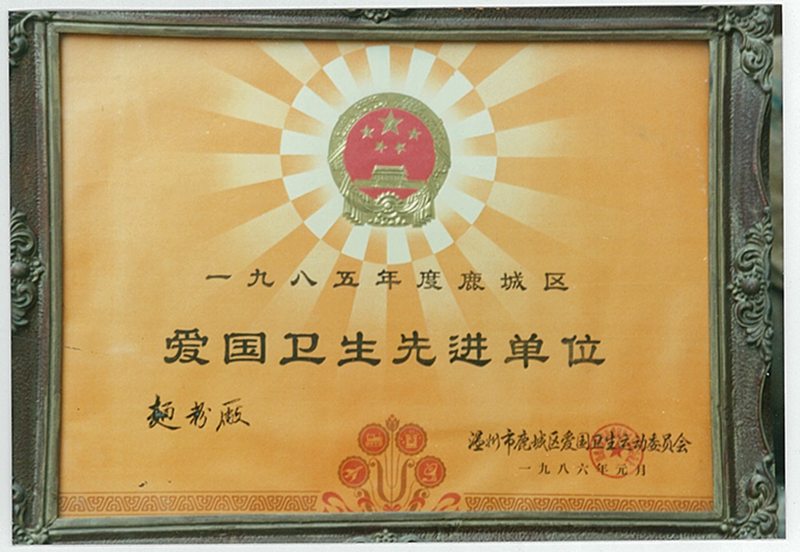 一九八五年度鹿城区
爱国卫生先进单位
麵粉厰
温州市鹿城区爱国卫生运动委员会
一九八六年元月